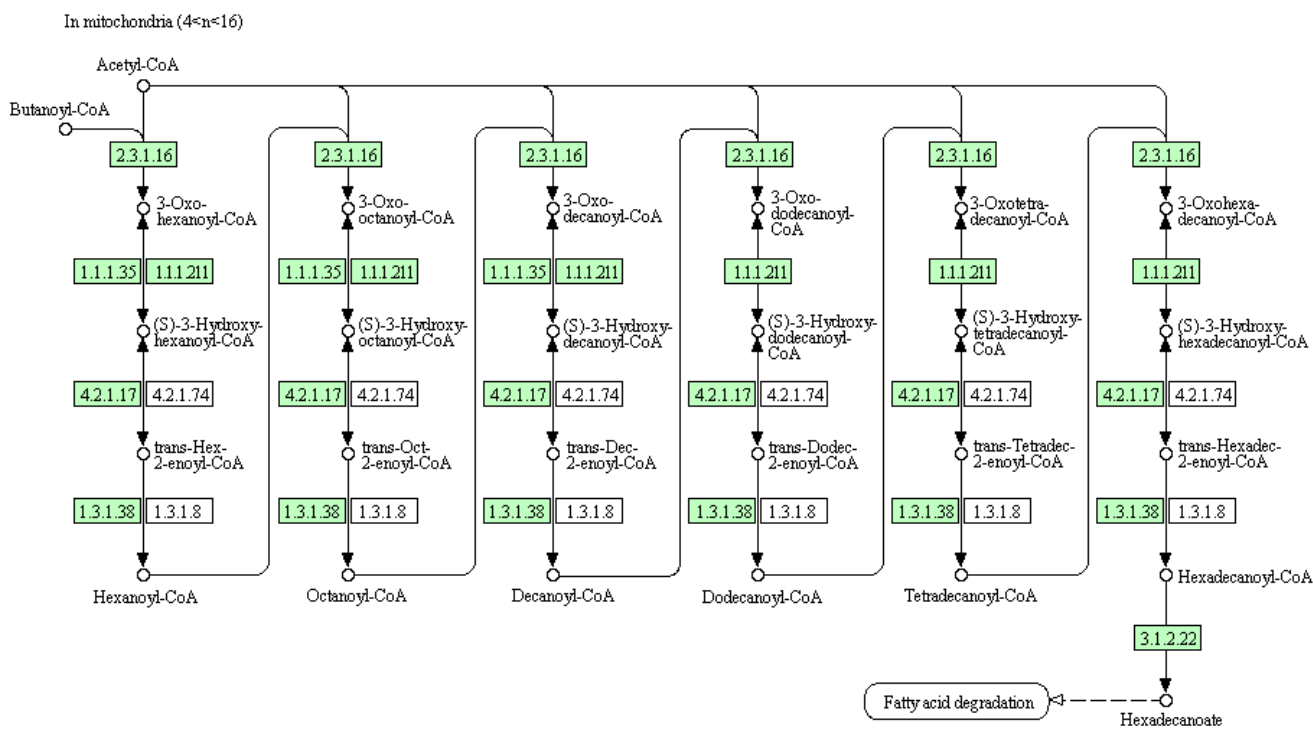 In mitochondria (4<n<16)
Acetyl-CoA
Butanoyl-CoA
2.3.1.16
2.3.1.16
2.3.1.16
2.3.1.16
2.3.1.16
2.3.1.16
3-Oxo-
hexanoyl-CoA
3-Oxo-
octanoyl-CoA
3-Oxo-
decanoyl-CoA
3-Oxo-
dodecanoyl-
CoA
3-Oxotetra-
decanoyl-CoA
3-Oxohexa-
decanoyl-CoA
1.1.1.35
1.1.1.211
1.1.1.35
1.1.1.211
1.1.1.35
1.1.1.211
1.1.1.211
1.1.1.211
1.1.1.211
(S)-3-Hydroxy-
hexanoyl-CoA
(S)-3-Hydroxy-
octanoyl-CoA
(S)-3-Hydroxy-
decanoyl-CoA
(S)-3-Hydroxy-
dodecanoyl-
CoA
(S)-3-Hydroxy-
tetradecanoyl-
CoA
(S)-3-Hydroxy-
hexadecanoyl-CoA
4.2.1.17
4.2.1.74
4.2.1.17
4.2.1.74
4.2.1.17
4.2.1.74
4.2.1.17
4.2.1.74
4.2.1.17
4.2.1.74
4.2.1.17
4.2.1.74
trans-Hex-
2-enoyl-CoA
trans-Oct-
2-enoyl-CoA
trans-Dec-
2-enoyl-CoA
trans-Dodec-
2-enoyl-CoA
trans-Tetradec-
2-enoyl-CoA
trans-Hexadec-
2-enoyl-CoA
1.3.1.38
1.3.1.8
1.3.1.38
1.3.1.8
1.3.1.38
1.3.1.8
1.3.1.38
1.3.1.8
1.3.1.38
1.3.1.8
1.3.1.38
1.3.1.8
Hexanoyl-CoA
Octanoyl-CoA
Decanoyl-CoA
Dodecanoyl-CoA
Tetradecanoyl-CoA
Hexadecanoyl-CoA
3.1.2.22
Fatty acid degradation
Hexadecanoate